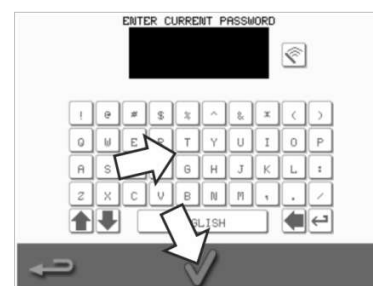 ENTER CURRENT PASSWORD
! @ # $ % ^ & * ( )
Q W E R T Y U I O P
A S G H J K L :
Z X C V B N M , . /